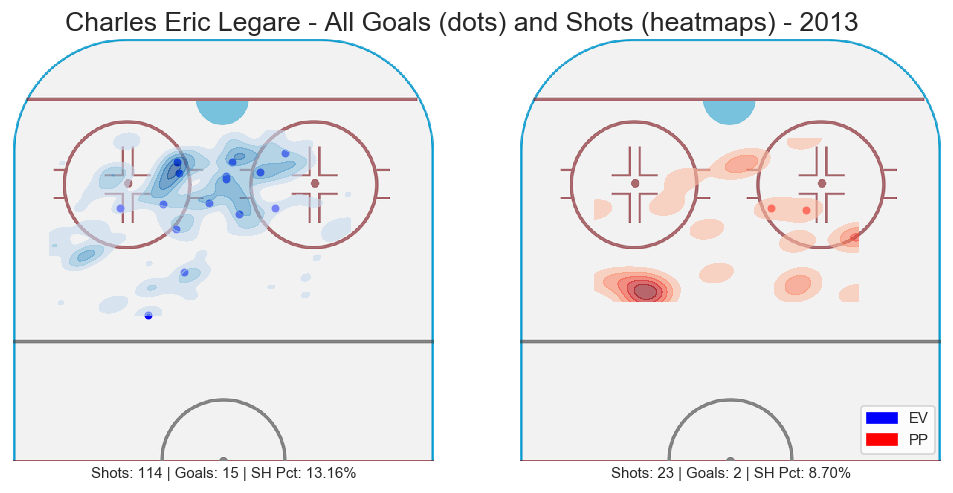 Charles Eric Legare - All Goals (dots) and Shots (heatmaps) - 2013
EV
PP
Shots: 114 | Goals: 15 | SH Pct: 13.16%
Shots: 23 | Goals: 2 | SH Pct: 8.70%